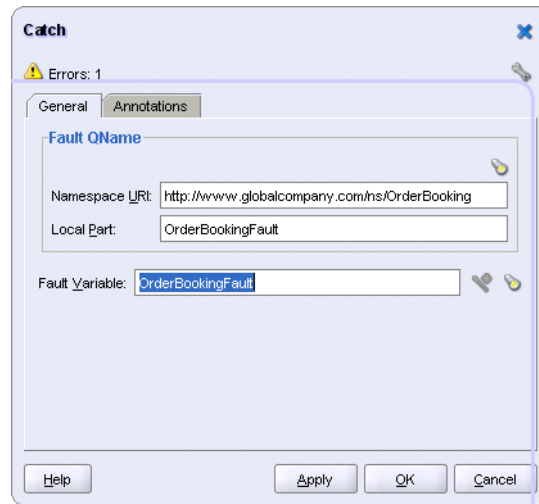 Catch
Errors: 1
General Annotations
Fault QName
Namespace URI: http://www.globalcompany.com/ns/OrderBooking
Local Part: OrderBookingFault
Fault Variable: OrderBookingFault
Help Apply OK Cancel